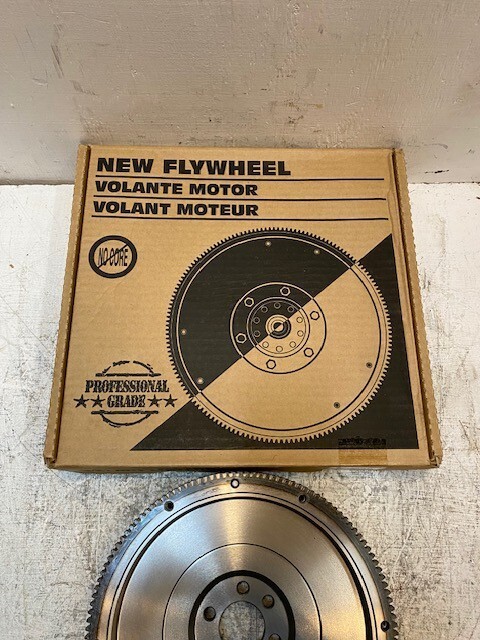 NEW FLYWHEEL
VOLANTE MOTOR
VOLANT MOTEUR
NO CORE
PROFESSIONAL
GRADE